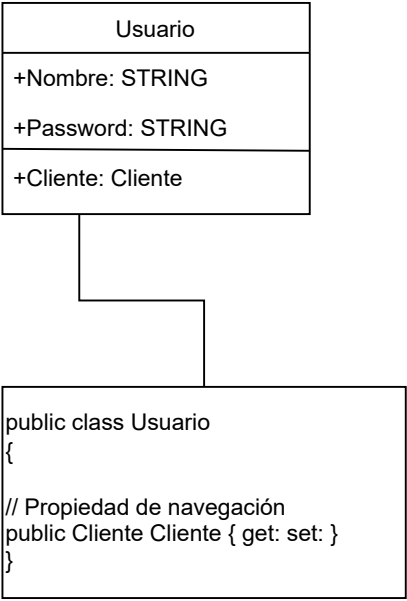 Usuario
+Nombre: STRING
+Password: STRING
+Cliente: Cliente
public class Usuario
{
// Propiedad de navegación
public Cliente Cliente { get: set: }
}